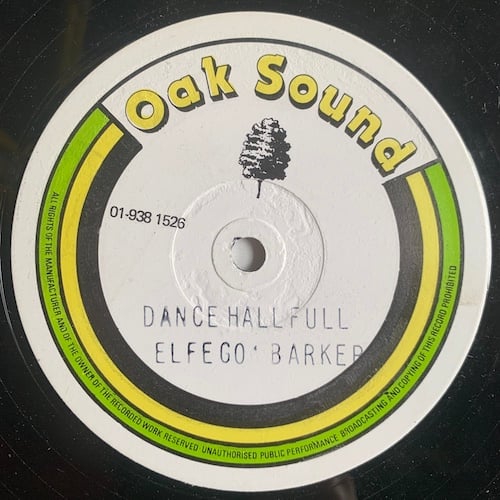 Oak Sound
01-938 1526
DANCE HALL FULL
ELFEGO' BARKER
ALL RIGHTS OF THE MANUFACTURER AND OF THE OWNER OF THE RECORDED WORK RESERVED UNAUTHORISED PUBLIC PERFORMANCE BROADCASTING AND COPYING OF THIS RECORD PROHIBITED